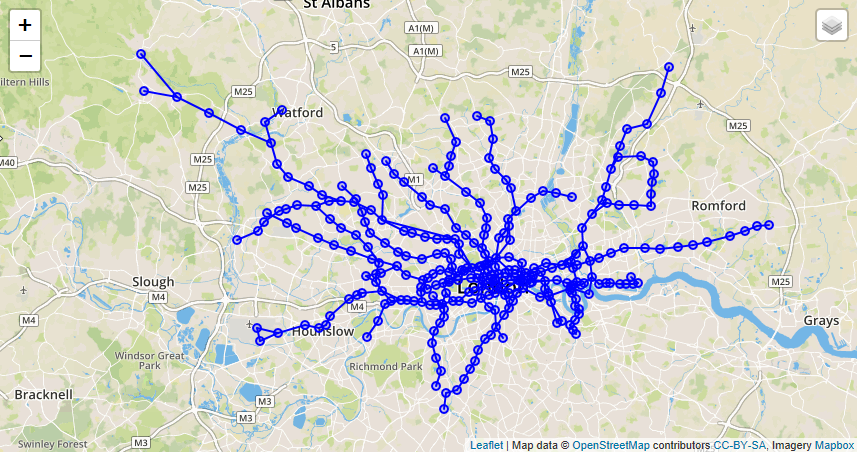 St Albans
+
−
A1(M)
5
A1(M)
M25
iltern Hills
M25
Watford
M25
M40
M25
M1
M25
Romford
Slough
M4
M25
M4
Hounslow
Grays
Windsor Great
Park
Richmond Park
Bracknell
M3
M3
M3
Swinley Forest
Leaflet | Map data © OpenStreetMap contributors CC-BY-SA, Imagery Mapbox